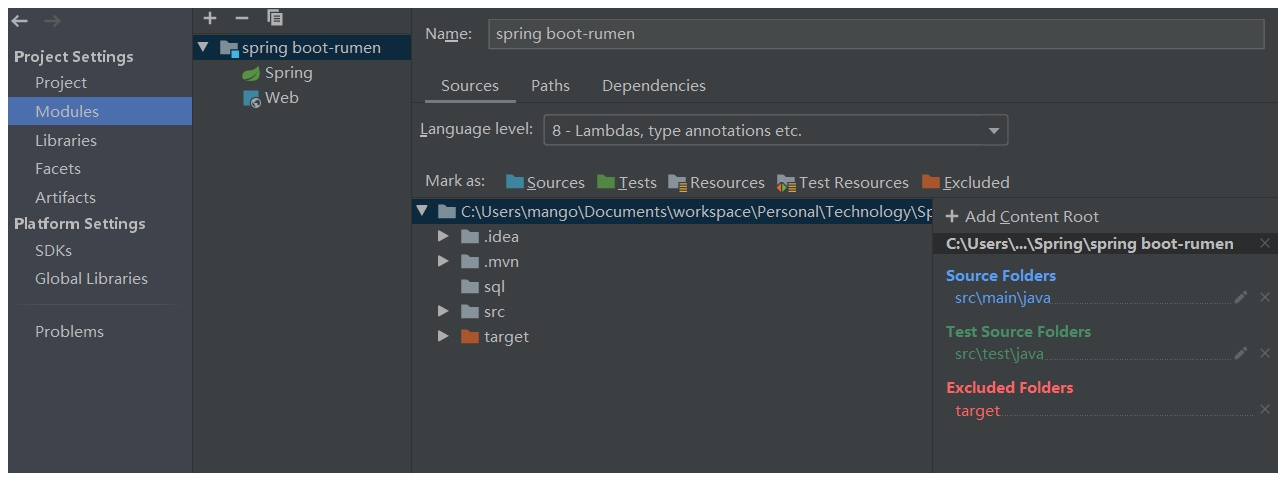 Project Settings
Project
Modules
Libraries
Facets
Artifacts
Platform Settings
SDKs
Global Libraries
Problems
spring boot-rumen
Spring
Web
Name: spring boot-rumen
Sources Paths Dependencies
Language level: 8 - Lambdas, type annotations etc.
Mark as: Sources Tests Resources Test Resources Excluded
C:\Users\mango\Documents\workspace\Personal\Technology\Sp
.idea
.mvn
sql
src
target
+ Add Content Root
C:\Users\...\Spring\spring boot-rumen
Source Folders
src\main\java
Test Source Folders
src\test\java
Excluded Folders
target